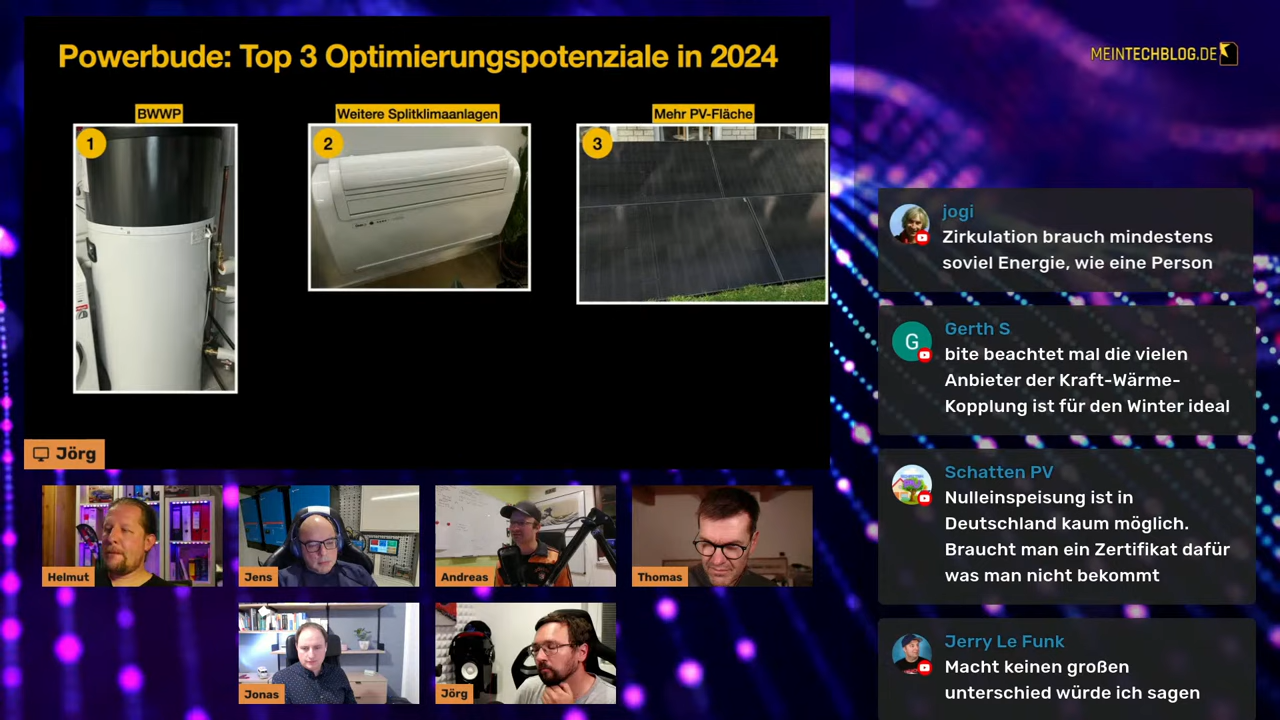 Powerbude: Top 3 Optimierungspotenziale in 2024
MEINTECHBLOG.DE
BWWP
Weitere Splitklimaanlagen
Mehr PV-Fläche
1
2
3
jogi
Zirkulation brauch mindestens
soviel Energie, wie eine Person
G
Gerth S
bite beachtet mal die vielen
Anbieter der Kraft-Wärme-
Kopplung ist für den Winter ideal
Schatten PV
Nulleinspeisung ist in
Deutschland kaum möglich.
Braucht man ein Zertifikat dafür
was man nicht bekommt
Jerry Le Funk
Macht keinen großen
unterschied würde ich sagen
Jörg
Helmut
Jens
Andreas
Thomas
Jonas
Jörg